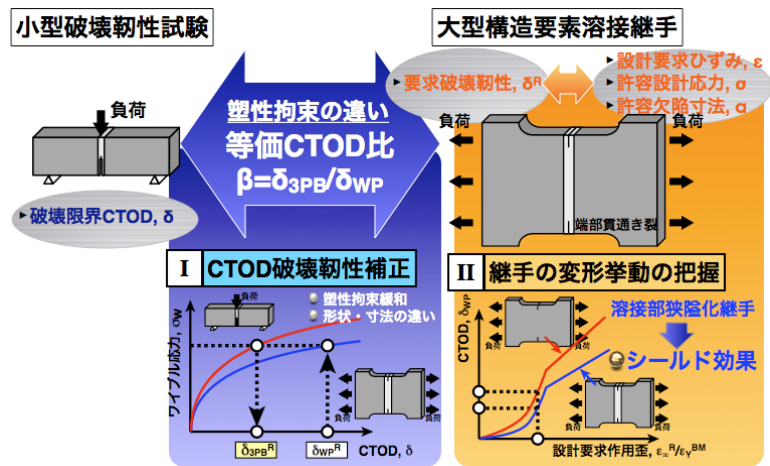 小型破壊靭性試験
大型構造要素溶接継手
負荷
▸破壊限界CTOD, δ
塑性拘束の違い
等価CTOD比
β=δ3PB/δWP
▸要求破壊靭性, δR
▸設計要求ひずみ, ε
▸許容設計応力, σ
▸許容欠陥寸法, α
負荷
負荷
端部貫通き裂
I CTOD破壊靭性補正
ワイブル応力, σW
負荷
塑性拘束緩和
形状・寸法の違い
負荷
負荷
δ3PBR
δWPR
CTOD, δ
II 継手の変形挙動の把握
CTOD, δWP
負荷
負荷
溶接部狭隘化継手
シールド効果
負荷
負荷
設計要求作用歪, ε∞R/εYBM